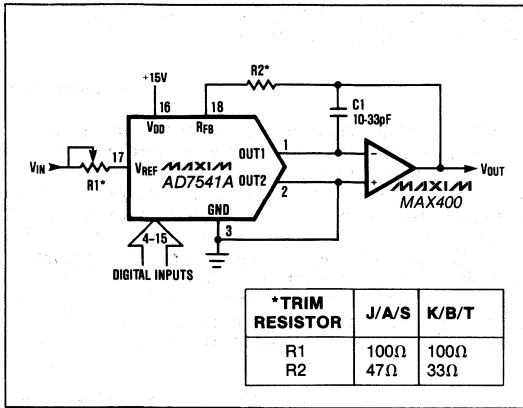 +15V
R2*
16
18
C1
10-33pF
VDD
RFB
VIN
R1*
17
VREF
MAXIM
AD7541A
OUT1
OUT2
1
2
−
+
VOUT
MAXIM
MAX400
GND
3
4–15
DIGITAL INPUTS
*TRIM RESISTOR J/A/S K/B/T
R1 100Ω 100Ω
R2 47Ω 33Ω